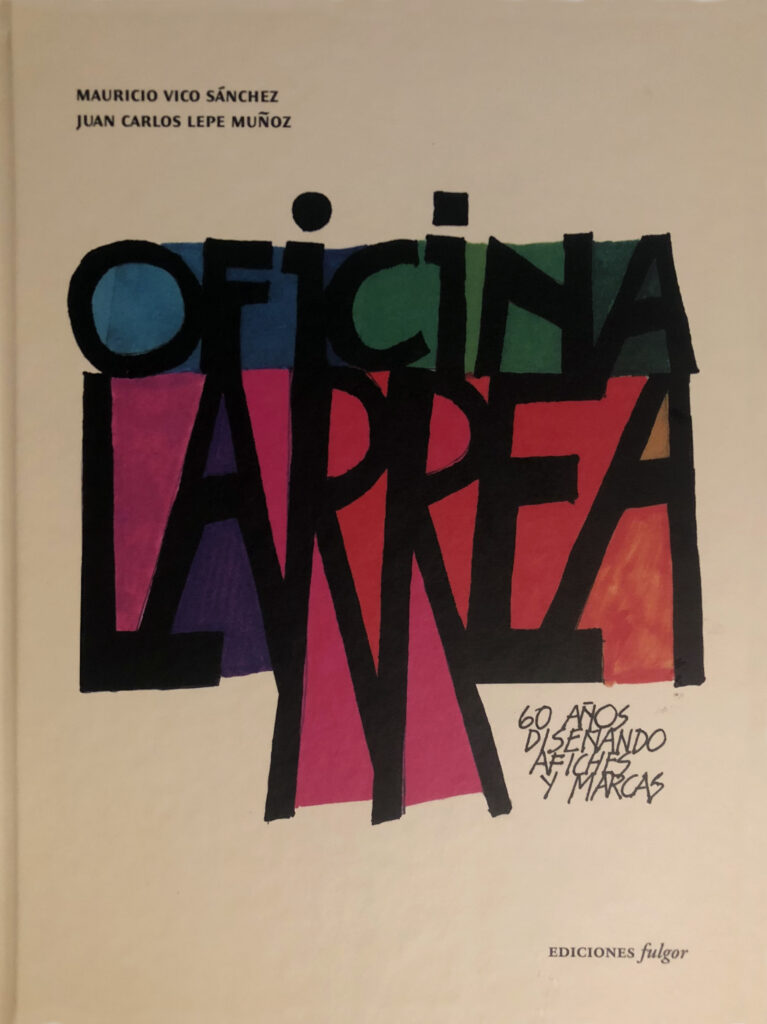 MAURICIO VICO SÁNCHEZ
JUAN CARLOS LEPE MUÑOZ
OFiCiNA
LARREA
60 AÑOS
DISEÑANDO
AFICHES
Y MARCAS
EDICIONES fulgor